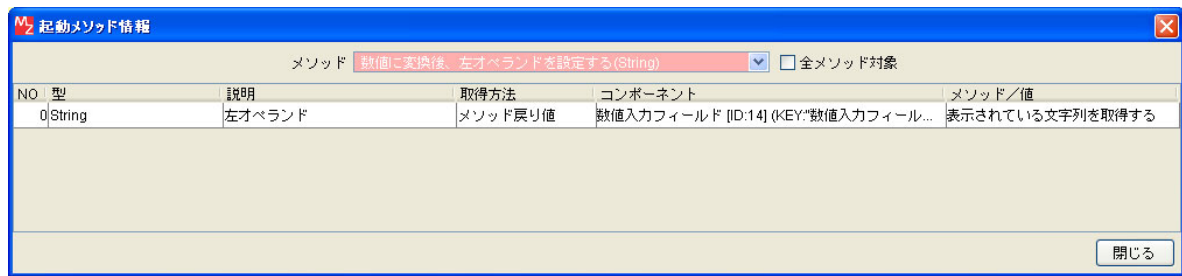 MZ 起動メソッド情報
メソッド 数値に変換後、左オペランドを設定する(String) 全メソッド対象
NO 型 説明 取得方法 コンポーネント メソッド／値
0 String 左オペランド メソッド戻り値 数値入力フィールド [ID:14] (KEY:"数値入力フィール... 表示されている文字列を取得する
閉じる